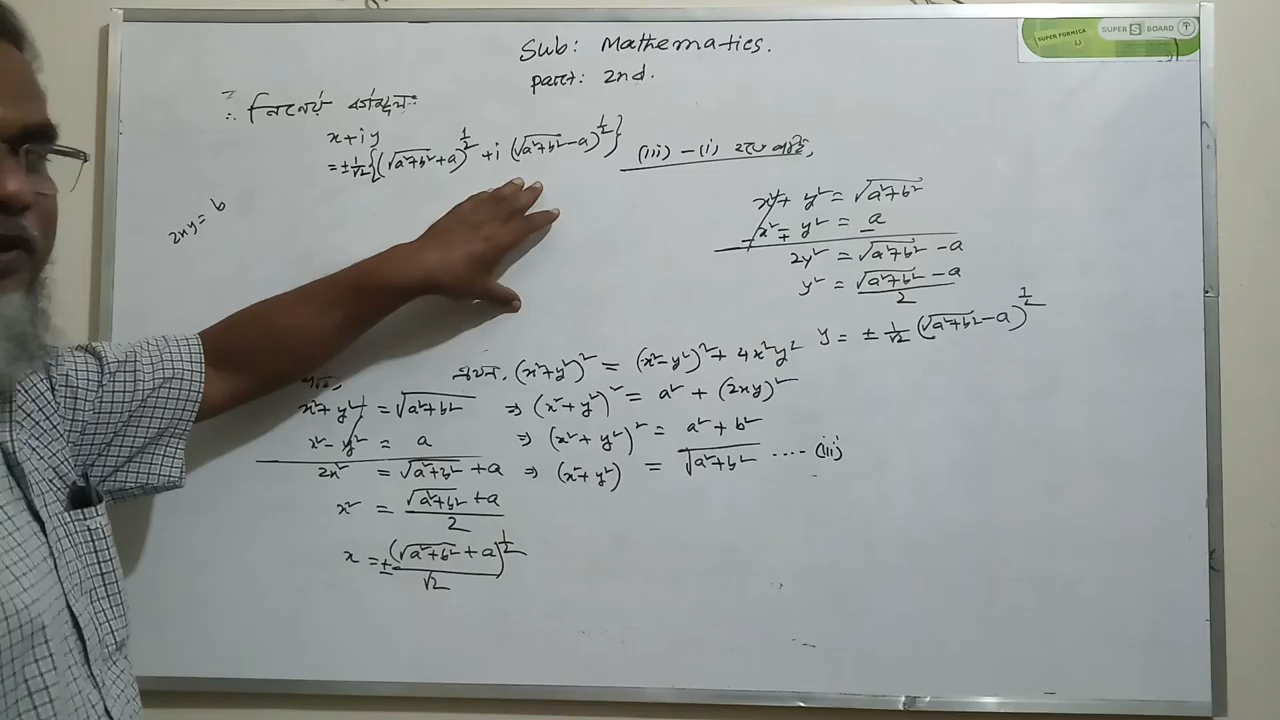 Sub: Mathematics.
part: 2nd.
SUPER FORMICA
SUPER S BOARD
∴ নির্ণেয়
x+iy
= ±1/√2 {(√a²+b² + a)^1/2 + i (√a²+b² − a)^1/2}
2xy = b
(iii) − (i) হতে পাই,
x² + y² = √a²+b²
x² − y² = a
2y² = √a²+b² − a
y² = √a²+b² − a / 2
y = ± 1/√2 (√a²+b² − a)^1/2
এখন, (x²+y²)² = (x²−y²)² + 4x²y²
⇒ (x²+y²)² = a² + (2xy)²
⇒ (x²+y²)² = a² + b²
⇒ (x²+y²) = √a²+b² .... (iii)
x² + y² = √a²+b²
x² − y² = a
2x² = √a²+b² + a
x² = √a²+b² + a / 2
x = ± (√a²+b² + a)^1/2 / √2